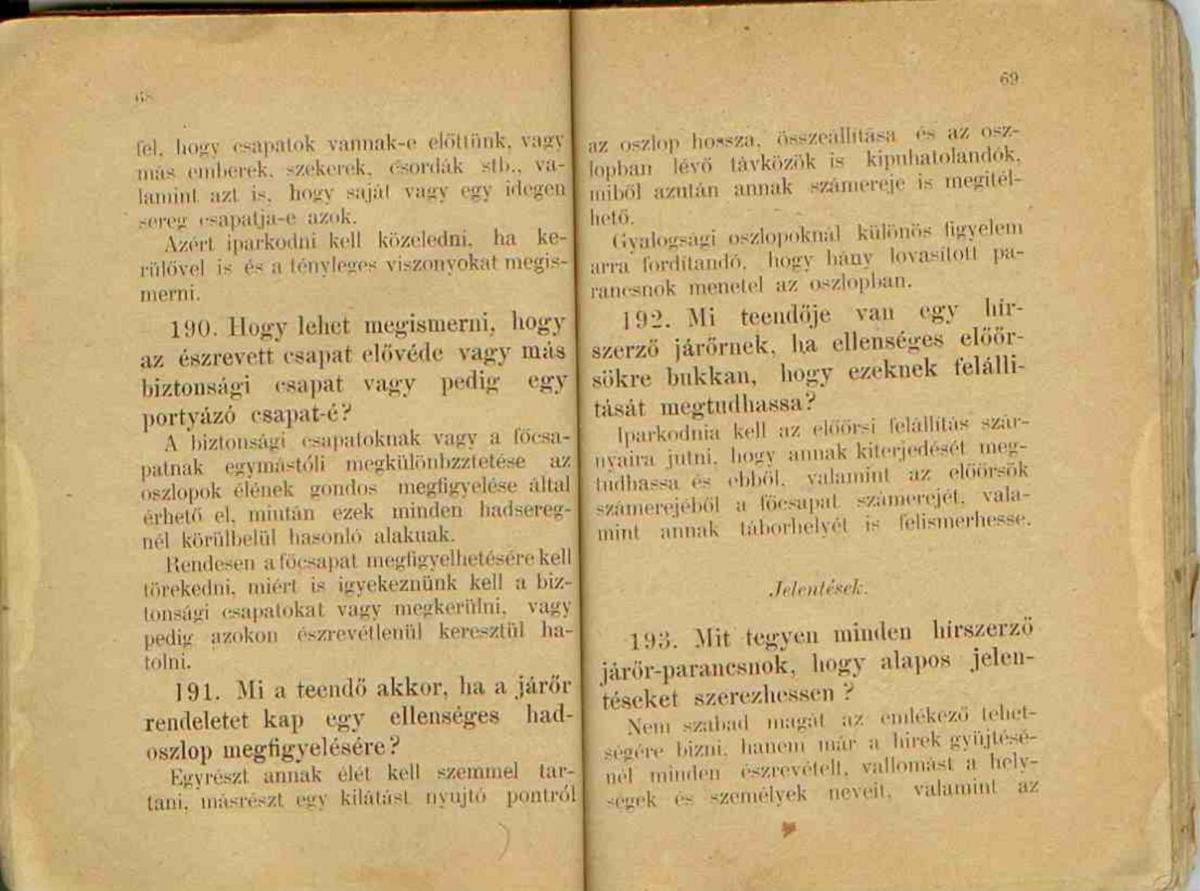 68
fel, hogy csapatok vannak-e előttünk, vagy
más emberek, szekerek, csordák stb., va-
lamint azt is, hogy saját vagy egy idegen
sereg csapatja-e azok.
Azért iparkodni kell közeledni, ha ke-
rülővel is és a tényleges viszonyokat megis-
merni.
190. Hogy lehet megismerni, hogy
az észrevett csapat elővéde vagy más
biztonsági csapat vagy pedig egy
portyázó csapat-é?
A biztonsági csapatoknak vagy a főcsa-
patnak egymástóli megkülönbzztetése az
oszlopok élének gondos megfigyelése által
érhető el, miután ezek minden hadsereg-
nél körülbelül hasonló alakuak.
Rendesen a főcsapat megfigyelhetésére kell
törekedni, miért is igyekeznünk kell a biz-
tonsági csapatokat vagy megkerülni, vagy
pedig azokon észrevétlenül keresztül ha-
tolni.
191. Mi a teendő akkor, ha a járőr
rendeletet kap egy ellenséges had-
oszlop megfigyelésére?
Egyrészt annak élét kell szemmel tar-
tani, másrészt egy kilátást nyujtó pontról
69
az oszlop hossza, összeállítása és az osz-
lopban lévő távközök is kipuhatolandók,
miből azután annak számereje is megitél-
hető.
Gyalogsági oszlopoknál különös figyelem
arra fordítandó, hogy hány lovasított pa-
rancsnok menetel az oszlopban.
192. Mi teendője van egy hír-
szerző járőrnek, ha ellenséges előőr-
sökre bukkan, hogy ezeknek felálli-
tását megtudhassa?
Iparkodnia kell az előőrsi felállítás szár-
nyaira jutni, hogy annak kiterjedését meg-
tudhassa és ebből, valamint az előőrsök
számerejéből a főcsapat számerejét, vala-
mint annak táborhelyét is felismerhesse.
Jelentések.
193. Mit tegyen minden hírszerző
járőr-parancsnok, hogy alapos jelen-
téseket szerezhessen ?
Nem szabad magát az emlékező tehet-
ségére bizni, hanem már a hirek gyüjtésé-
nél minden észrevételt, vallomást a hely-
ségek és személyek neveit, valamint az